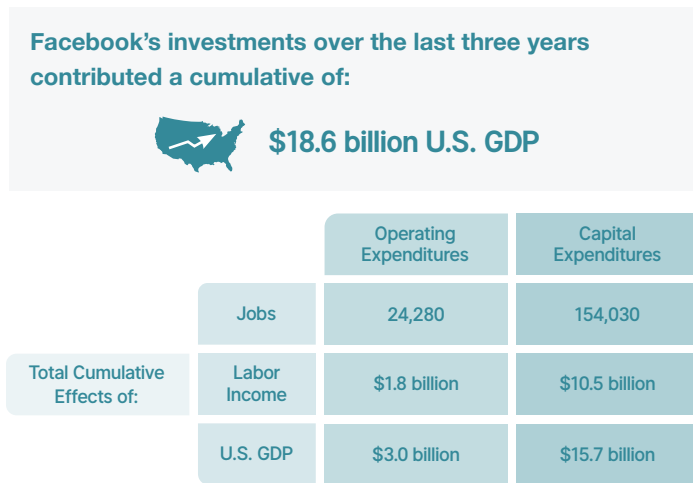 Facebook’s investments over the last three years
contributed a cumulative of:
$18.6 billion U.S. GDP
Operating
Expenditures
Capital
Expenditures
Jobs
24,280
154,030
Total Cumulative
Effects of:
Labor
Income
$1.8 billion
$10.5 billion
U.S. GDP
$3.0 billion
$15.7 billion